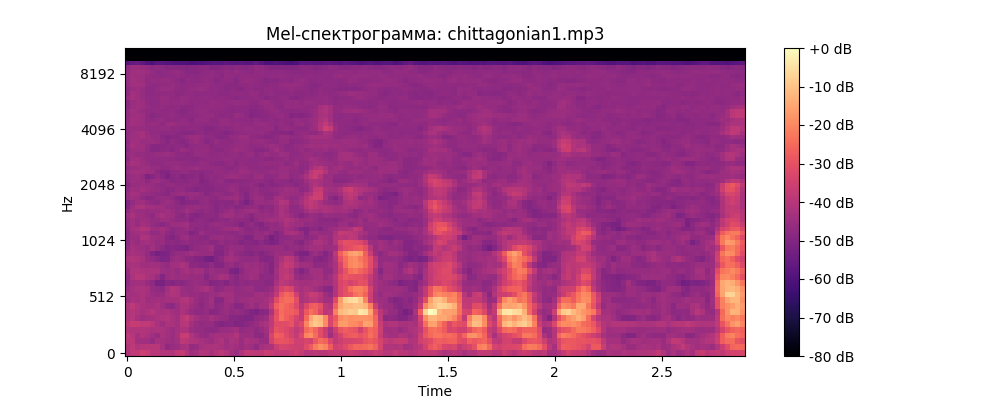 Mel-спектрограмма: chittagonian1.mp3
8192
4096
2048
1024
512
0
Hz
0
0.5
1
1.5
2
2.5
Time
+0 dB
-10 dB
-20 dB
-30 dB
-40 dB
-50 dB
-60 dB
-70 dB
-80 dB